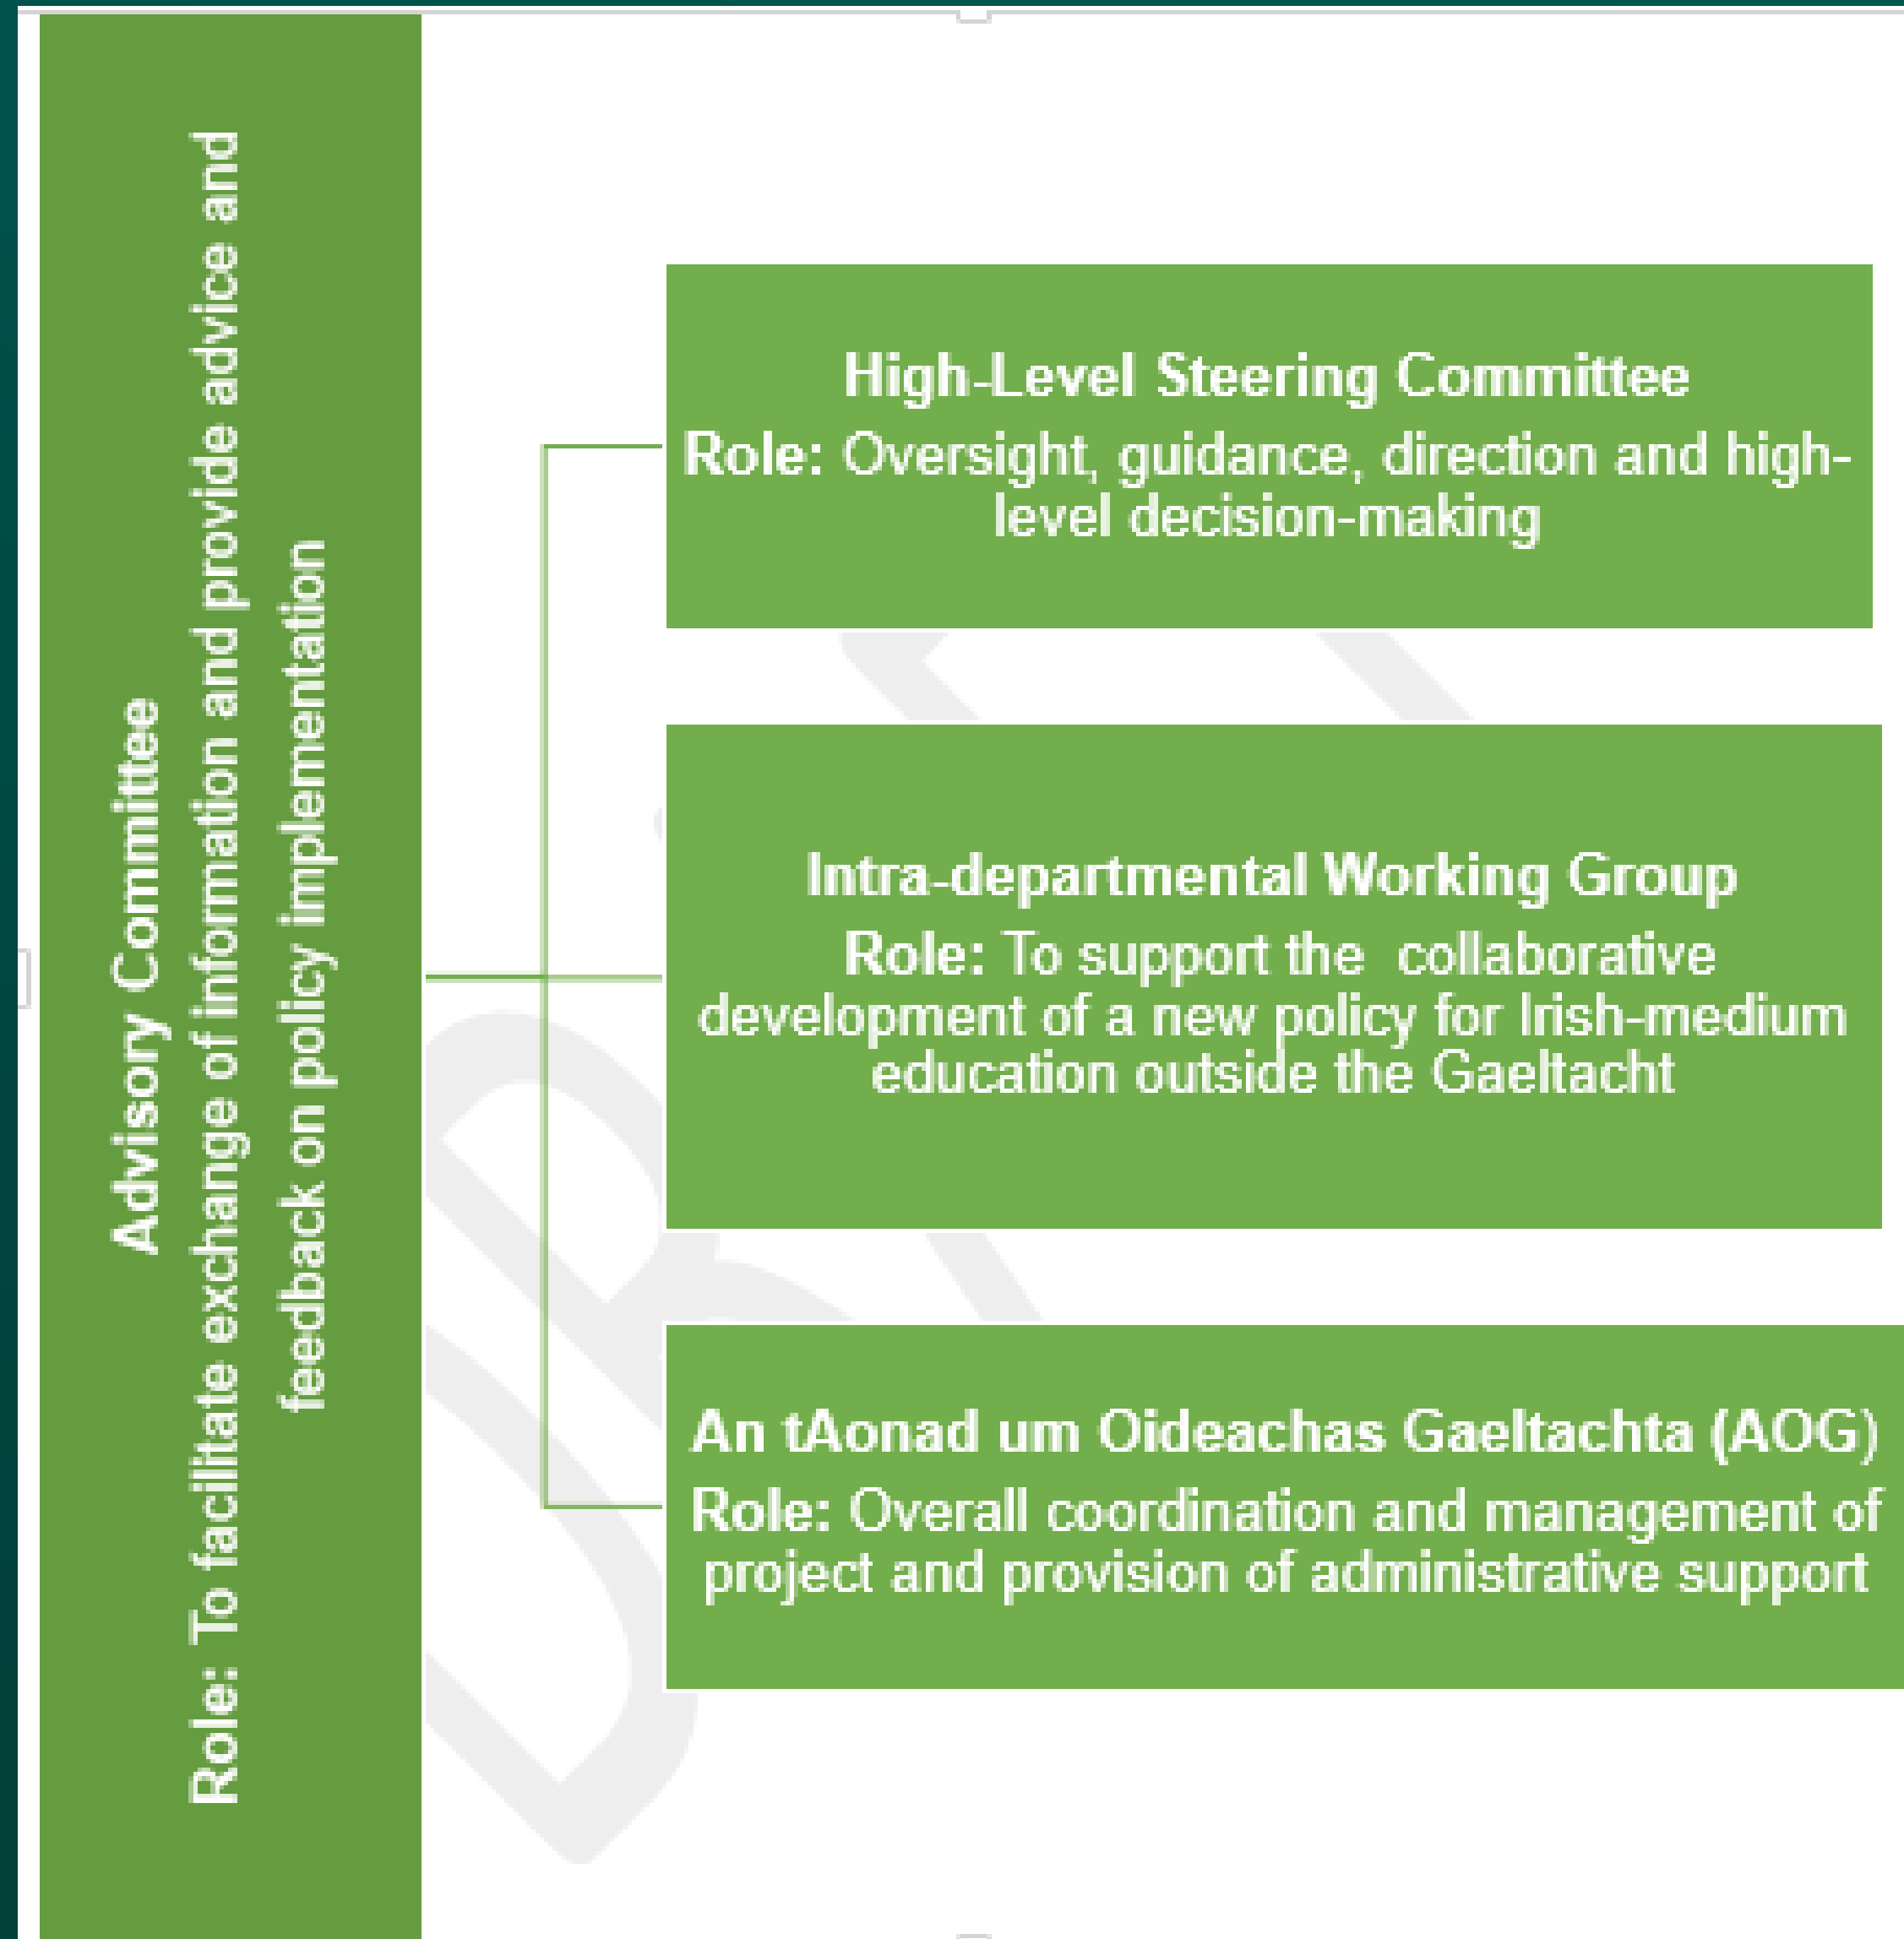 Advisory Committee
Role: To facilitate exchange of information and provide advice and
feedback on policy implementation
High-Level Steering Committee
Role: Oversight, guidance, direction and high-
level decision-making
Intra-departmental Working Group
Role: To support the collaborative
development of a new policy for Irish-medium
education outside the Gaeltacht
An tAonad um Oideachas Gaeltachta (AOG)
Role: Overall coordination and management of
project and provision of administrative support